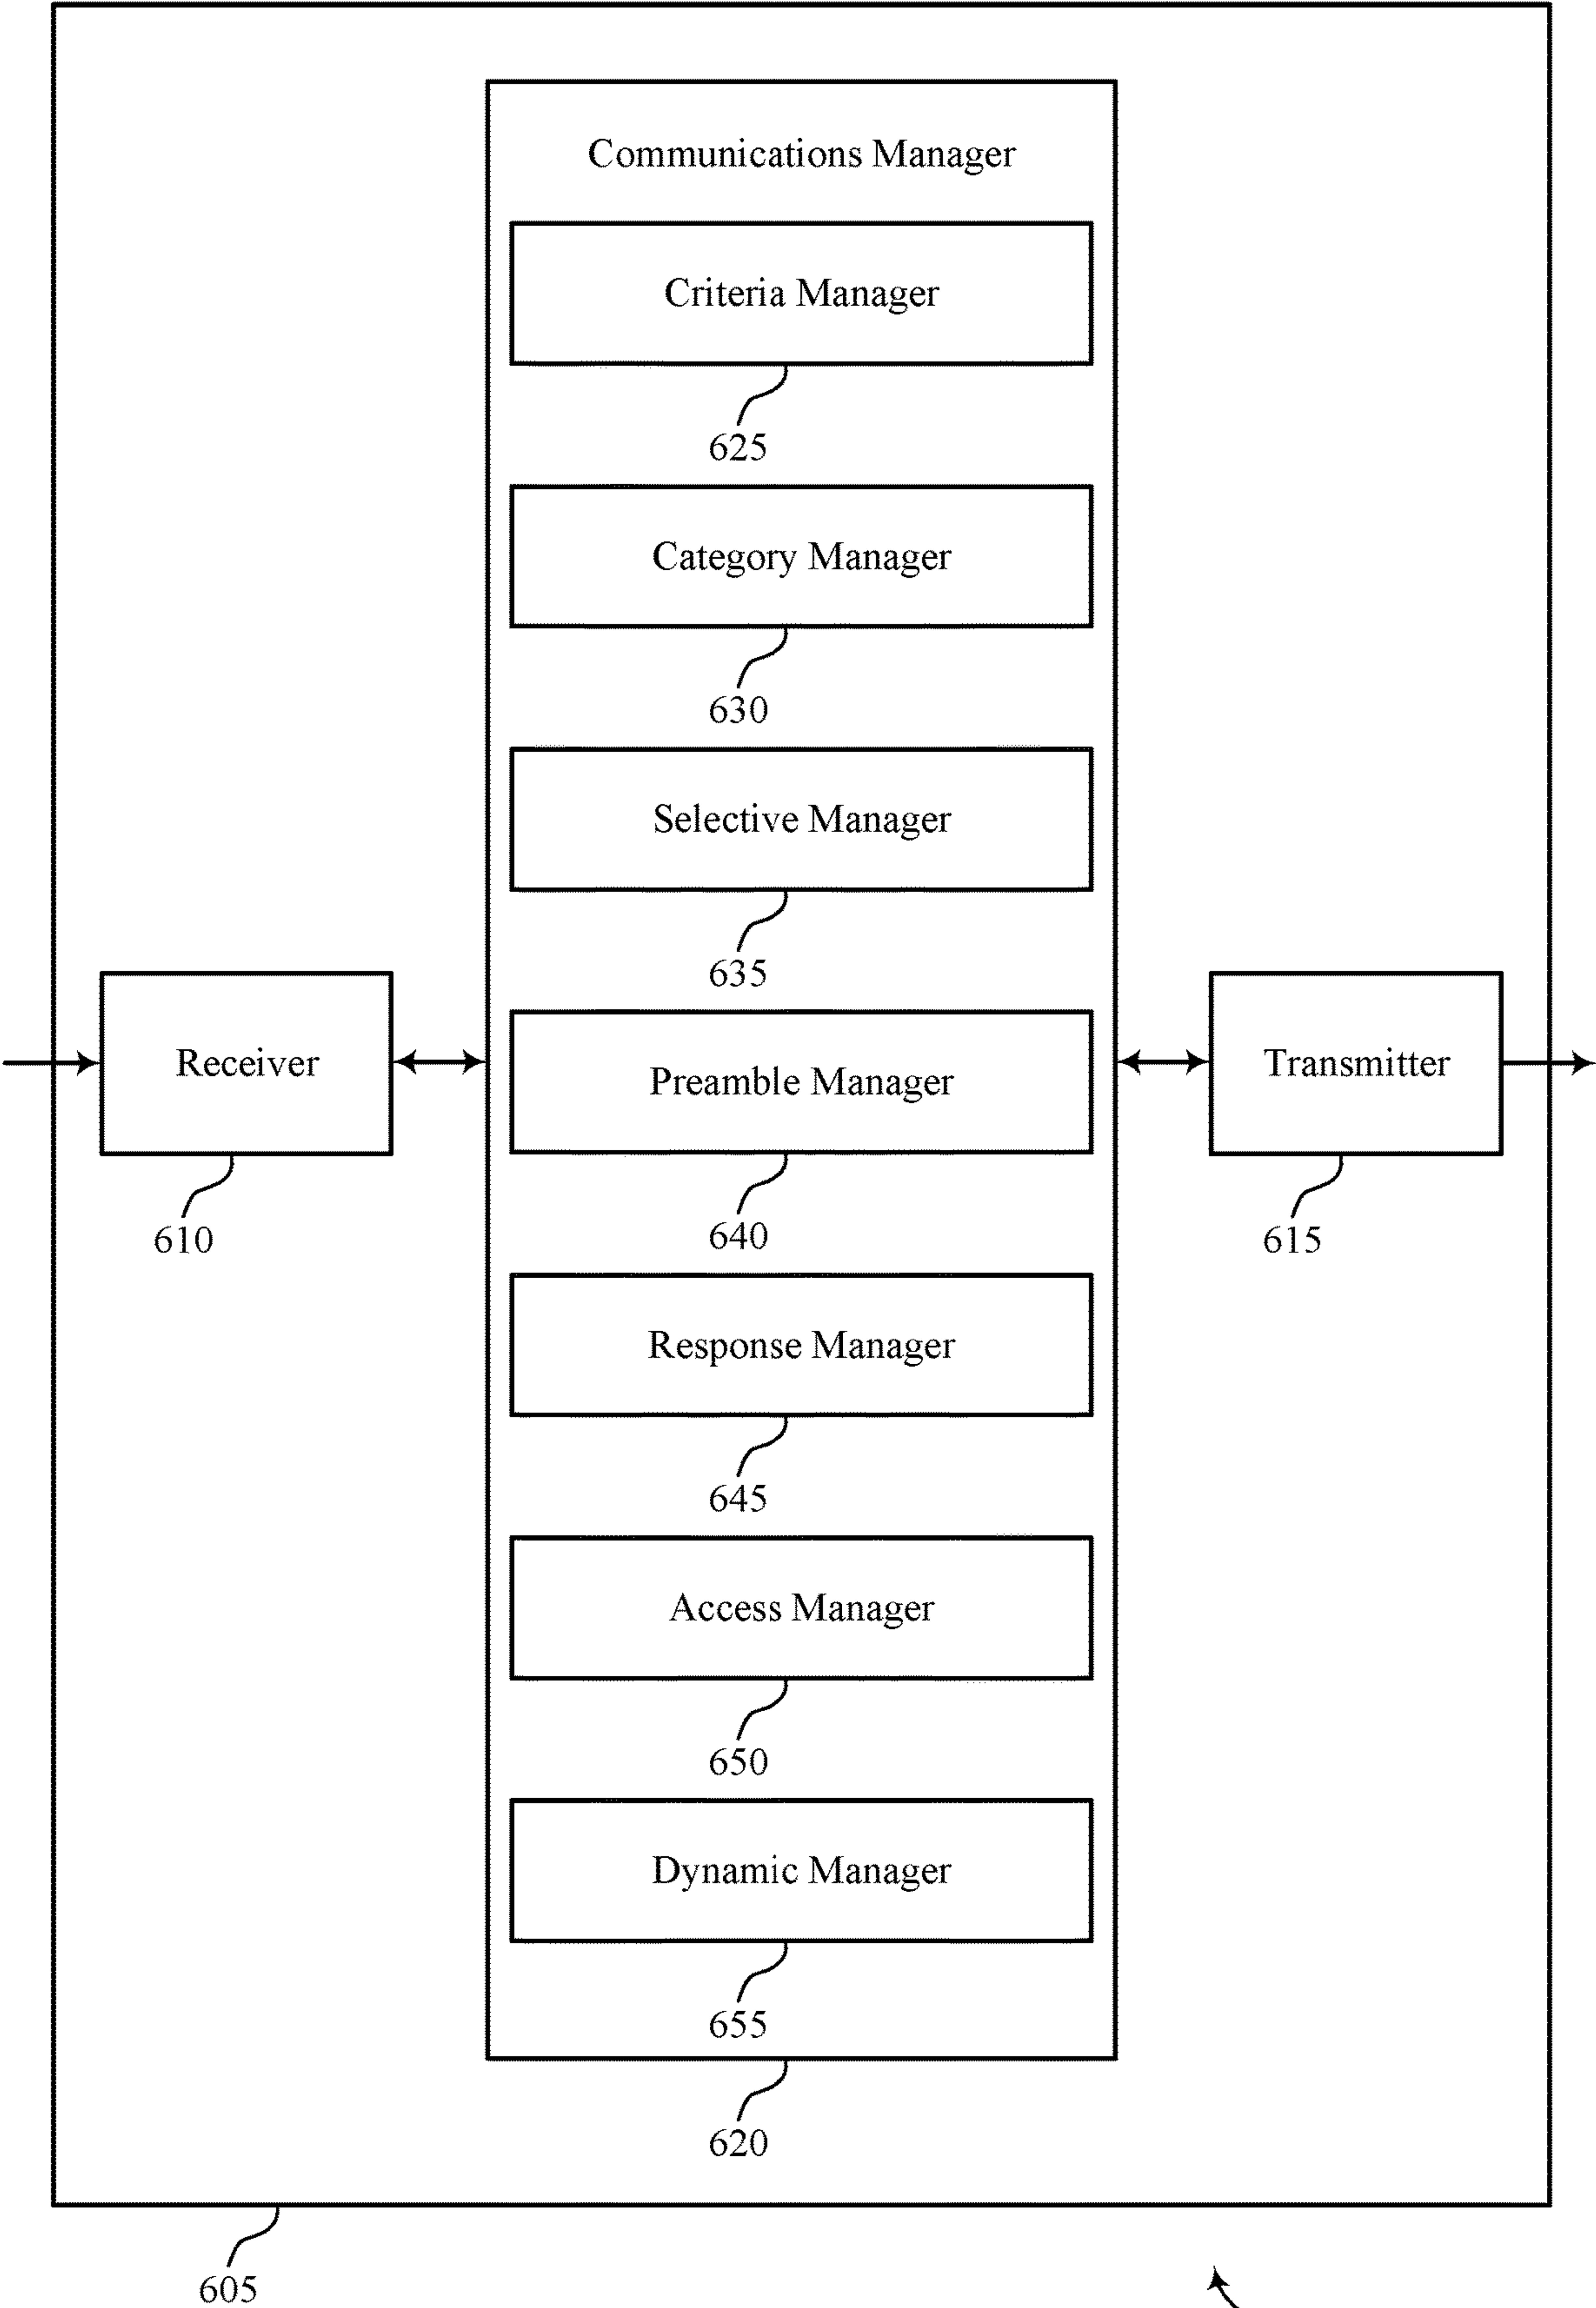 Communications Manager
Criteria Manager
625
Category Manager
630
Selective Manager
635
Receiver
610
Preamble Manager
640
Transmitter
615
Response Manager
645
Access Manager
650
Dynamic Manager
655
620
605